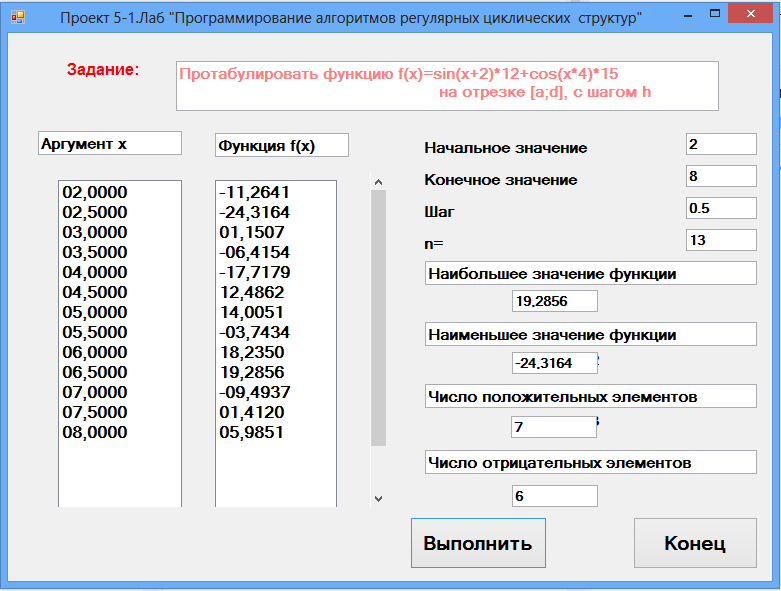 Проект 5-1.Лаб "Программирование алгоритмов регулярных циклических структур"
Задание:
Протабулировать функцию f(x)=sin(x+2)*12+cos(x*4)*15
на отрезке [a;d], с шагом h
Аргумент x
Функция f(x)
02,0000
02,5000
03,0000
03,5000
04,0000
04,5000
05,0000
05,5000
06,0000
06,5000
07,0000
07,5000
08,0000
-11,2641
-24,3164
01,1507
-06,4154
-17,7179
12,4862
14,0051
-03,7434
18,2350
19,2856
-09,4937
01,4120
05,9851
Начальное значение 2
Конечное значение 8
Шаг 0.5
n= 13
Наибольшее значение функции
19,2856
Наименьшее значение функции
-24,3164
Число положительных элементов
7
Число отрицательных элементов
6
Выполнить
Конец